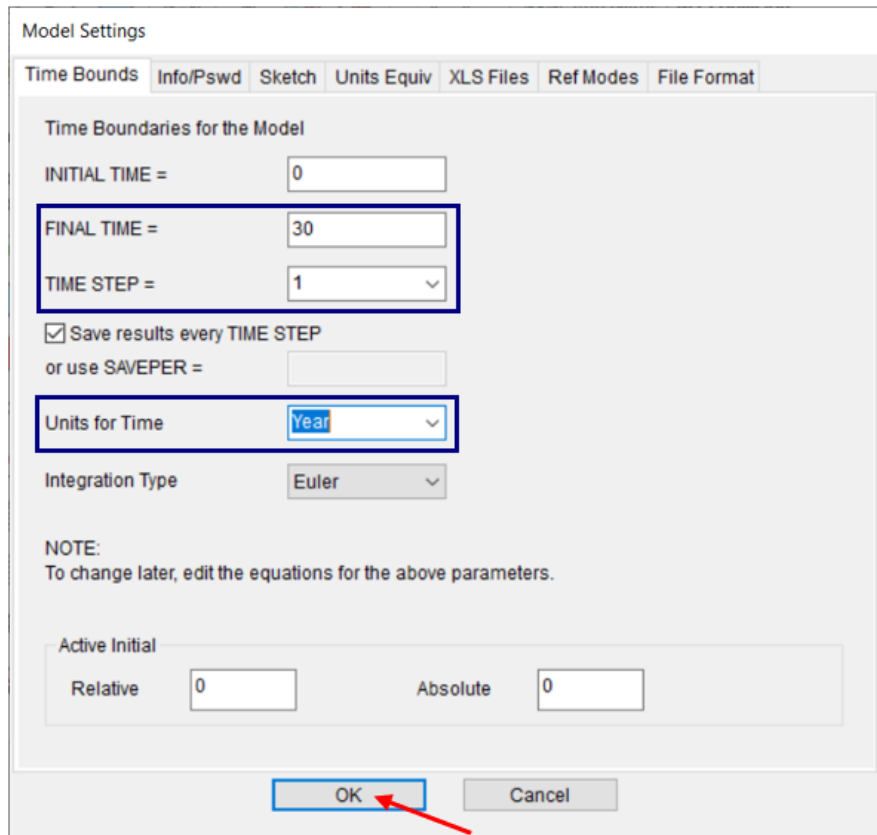 Model Settings
Time Bounds Info/Pswd Sketch Units Equiv XLS Files Ref Modes File Format
Time Boundaries for the Model
INITIAL TIME = 0
FINAL TIME = 30
TIME STEP = 1
Save results every TIME STEP
or use SAVEPER =
Units for Time Year
Integration Type Euler
NOTE:
To change later, edit the equations for the above parameters.
Active Initial
Relative 0 Absolute 0
OK Cancel